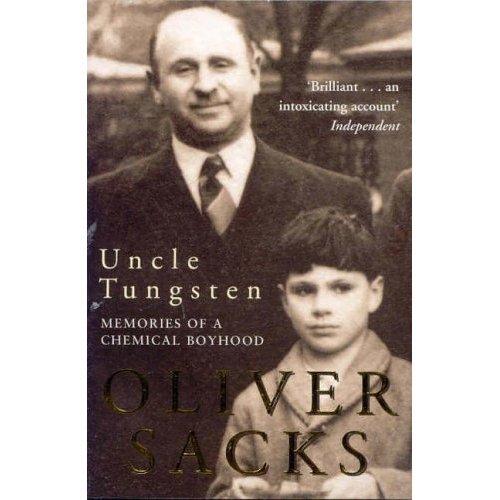 'Brilliant . . . an
intoxicating account'
Independent
Uncle
Tungsten
MEMORIES OF A
CHEMICAL BOYHOOD
OLIVER
SACKS